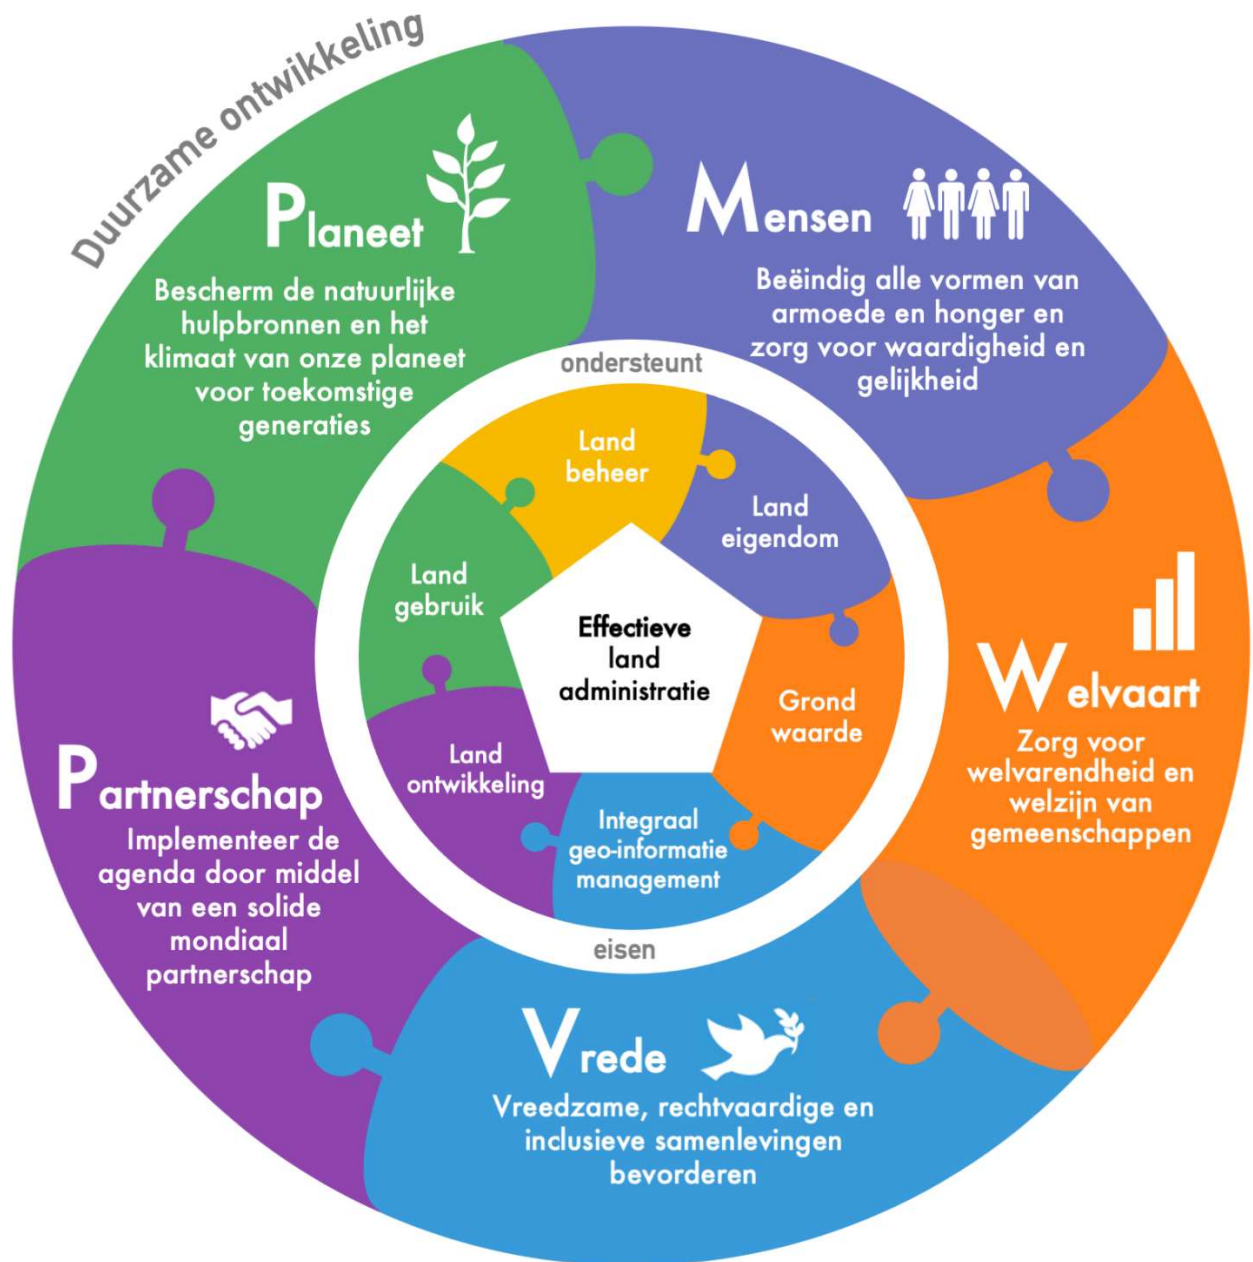 Duurzame ontwikkeling
Planeet
Bescherm de natuurlijke
hulpbronnen en het
klimaat van onze planeet
voor toekomstige
generaties
Mensen
Beëindig alle vormen van
armoede en honger en
zorg voor waardigheid en
gelijkheid
Welvaart
Zorg voor
welvarendheid en
welzijn van
gemeenschappen
Vrede
Vreedzame, rechtvaardige en
inclusieve samenlevingen
bevorderen
Partnerschap
Implementeer de
agenda door middel
van een solide
mondiaal
partnerschap
ondersteunt
Land
beheer
Land
eigendom
Grond
waarde
Integraal
geo-informatie
management
Land
ontwikkeling
Land
gebruik
Effectieve
land
administratie
eisen